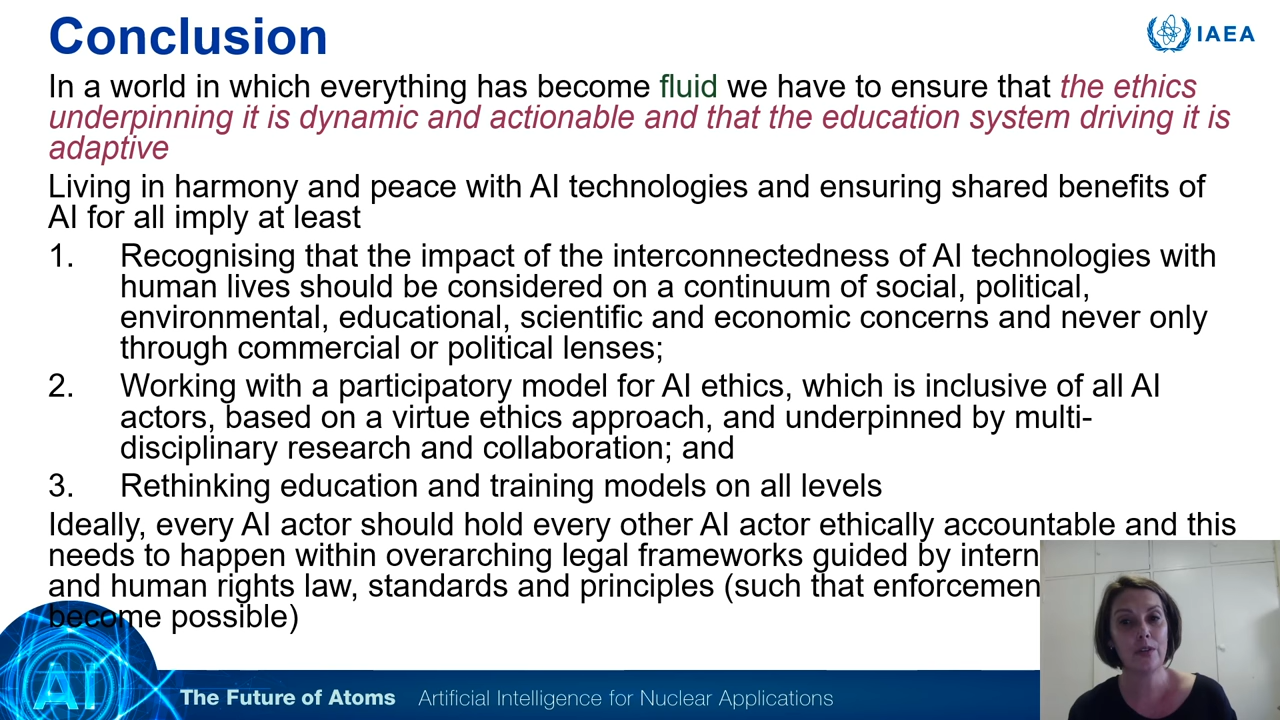 Conclusion
IAEA
In a world in which everything has become fluid we have to ensure that the ethics
underpinning it is dynamic and actionable and that the education system driving it is
adaptive
Living in harmony and peace with AI technologies and ensuring shared benefits of
AI for all imply at least
1. Recognising that the impact of the interconnectedness of AI technologies with
human lives should be considered on a continuum of social, political,
environmental, educational, scientific and economic concerns and never only
through commercial or political lenses;
2. Working with a participatory model for AI ethics, which is inclusive of all AI
actors, based on a virtue ethics approach, and underpinned by multi-
disciplinary research and collaboration; and
3. Rethinking education and training models on all levels
Ideally, every AI actor should hold every other AI actor ethically accountable and this
needs to happen within overarching legal frameworks guided by
and human rights law, standards and principles (such that
become possible)
AI
The Future of Atoms Artificial Intelligence for Nuclear Applications